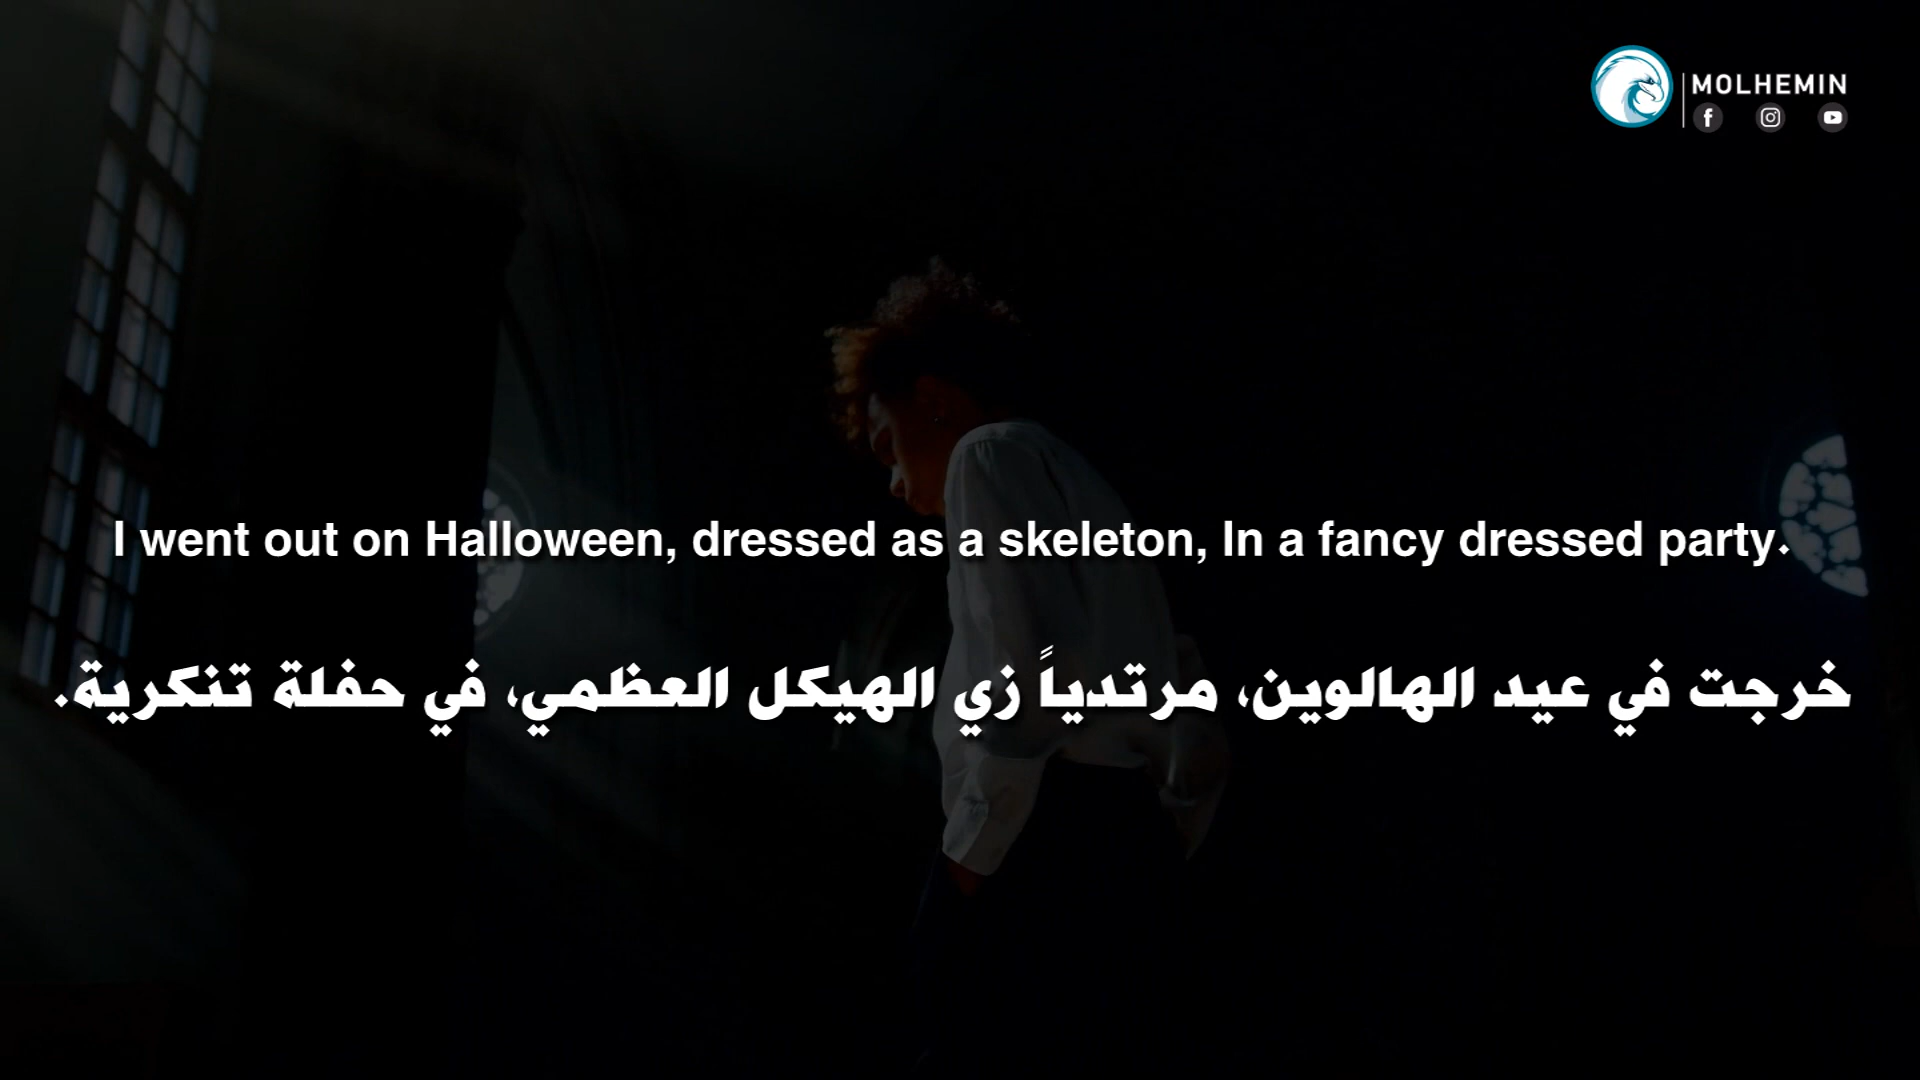 MOLHEMIN
I went out on Halloween, dressed as a skeleton, In a fancy dressed party.
خرجت في عيد الهالوين، مرتدياً زي الهيكل العظمي، في حفلة تنكرية.